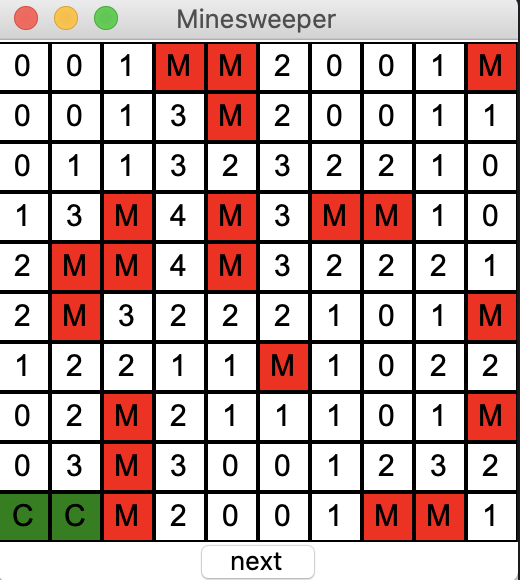 Minesweeper
0 0 1 M M 2 0 0 1 M
0 0 1 3 M 2 0 0 1 1
0 1 1 3 2 3 2 2 1 0
1 3 M 4 M 3 M M 1 0
2 M M 4 M 3 2 2 2 1
2 M 3 2 2 2 1 0 1 M
1 2 2 1 1 M 1 0 2 2
0 2 M 2 1 1 1 0 1 M
0 3 M 3 0 0 1 2 3 2
C C M 2 0 0 1 M M 1
next